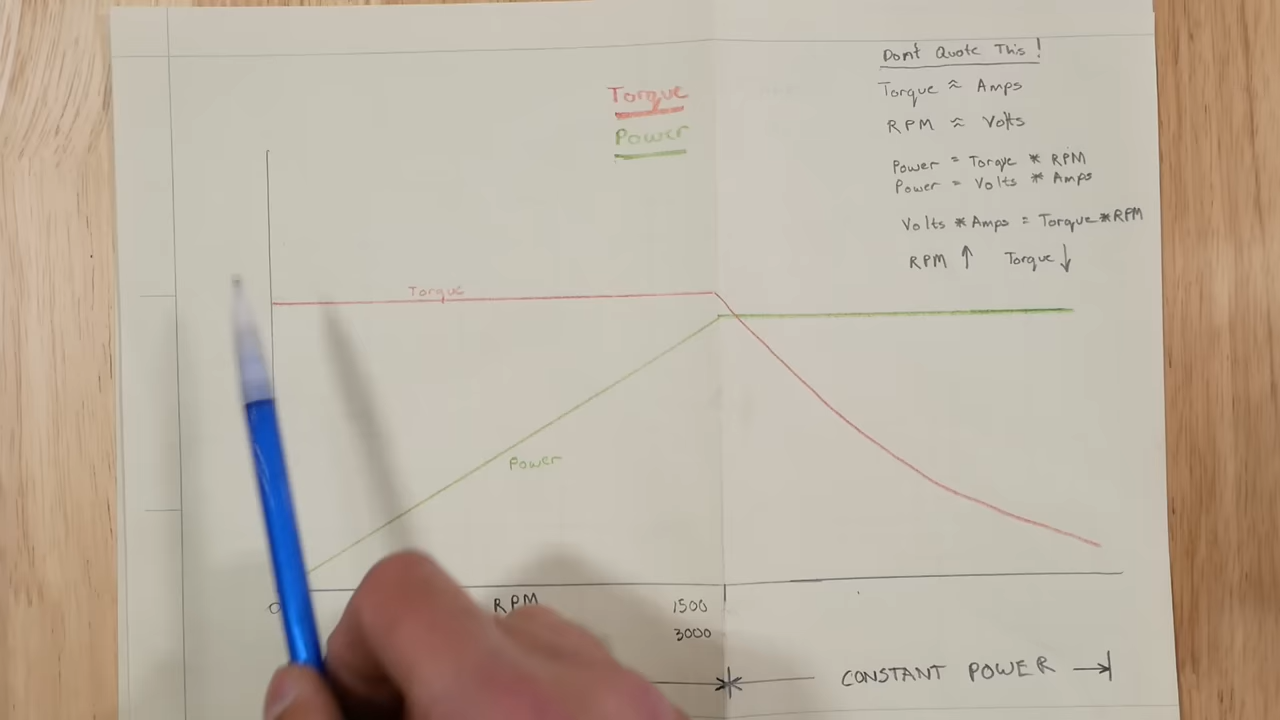 Torque
Power
Dont Quote This!
Torque ≈ Amps
RPM ≈ Volts
Power = Torque * RPM
Power = Volts * Amps
Volts * Amps = Torque * RPM
RPM ↑ Torque ↓
Torque
Power
0 RPM 1500
3000
CONSTANT POWER